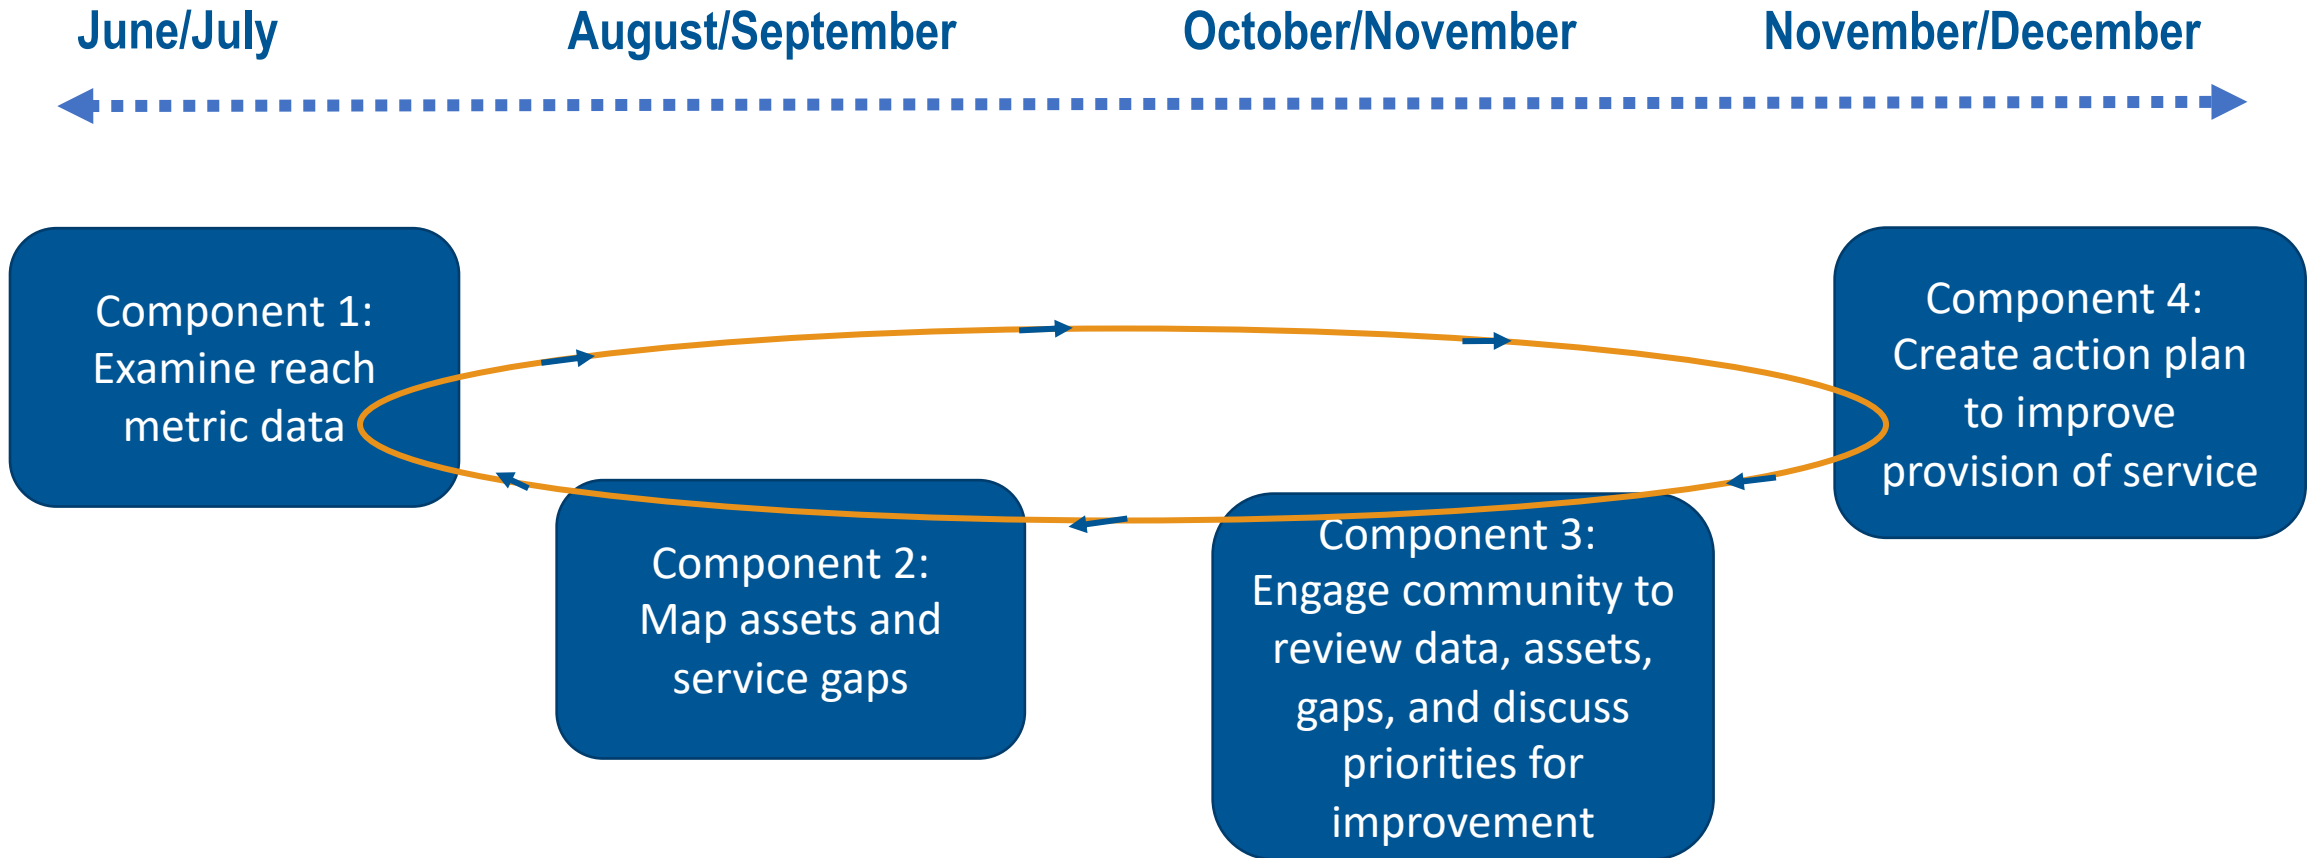 June/July
August/September
October/November
November/December
Component 1:
Examine reach
metric data
Component 2:
Map assets and
service gaps
Component 3:
Engage community to
review data, assets,
gaps, and discuss
priorities for
improvement
Component 4:
Create action plan
to improve
provision of service